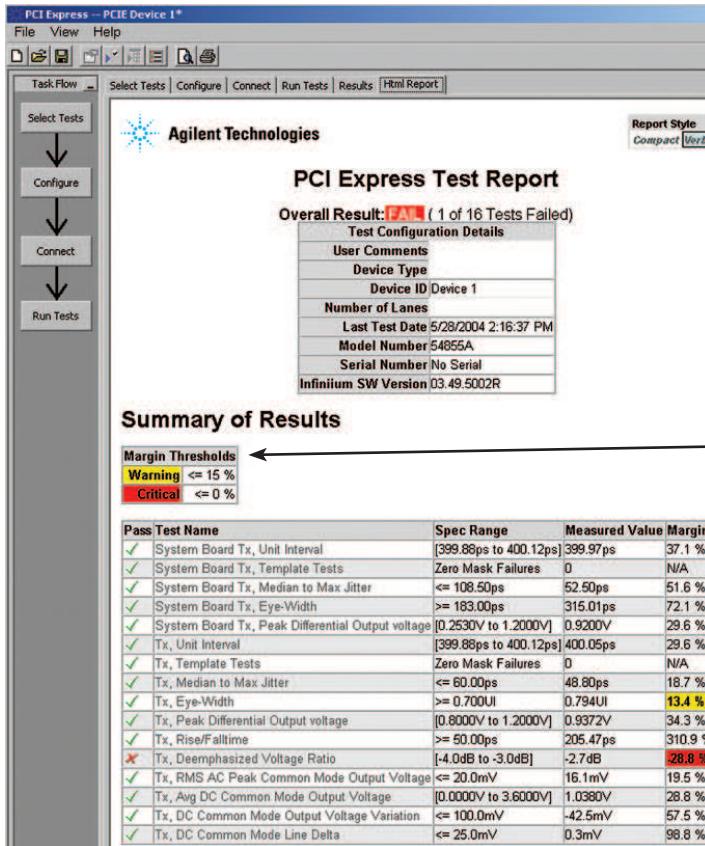 PCI Express -- PCIE Device 1*
File View Help
Task Flow
Select Tests
Configure
Connect
Run Tests
Select Tests Configure Connect Run Tests Results Html Report
Agilent Technologies
Report Style
Compact
PCI Express Test Report
Overall Result: FAIL ( 1 of 16 Tests Failed)
Test Configuration Details
User Comments
Device Type
Device ID Device 1
Number of Lanes
Last Test Date 5/28/2004 2:16:37 PM
Model Number 54855A
Serial Number No Serial
Infiniium SW Version 03.49.5002R
Summary of Results
Margin Thresholds
Warning <= 15 %
Critical <= 0 %
Pass Test Name Spec Range Measured Value Margin
System Board Tx, Unit Interval [399.88ps to 400.12ps] 399.97ps 37.1 %
System Board Tx, Template Tests Zero Mask Failures 0 N/A
System Board Tx, Median to Max Jitter <= 108.50ps 52.50ps 51.6 %
System Board Tx, Eye-Width >= 183.00ps 315.01ps 72.1 %
System Board Tx, Peak Differential Output voltage [0.2530V to 1.2000V] 0.9200V 29.6 %
Tx, Unit Interval [399.88ps to 400.12ps] 400.05ps 29.6 %
Tx, Template Tests Zero Mask Failures 0 N/A
Tx, Median to Max Jitter <= 60.00ps 48.80ps 18.7 %
Tx, Eye-Width >= 0.700UI 0.794UI 13.4 %
Tx, Peak Differential Output voltage [0.8000V to 1.2000V] 0.9372V 34.3 %
Tx, Rise/Falltime >= 50.00ps 205.47ps 310.9
Tx, Deemphasized Voltage Ratio [-4.0dB to -3.0dB] -2.7dB -28.8 %
Tx, RMS AC Peak Common Mode Output Voltage <= 20.0mV 16.1mV 19.5 %
Tx, Avg DC Common Mode Output Voltage [0.0000V to 3.6000V] 1.0380V 28.8 %
Tx, DC Common Mode Output Voltage Variation <= 100.0mV -42.5mV 57.5 %
Tx, DC Common Mode Line Delta <= 25.0mV 0.3mV 98.8 %